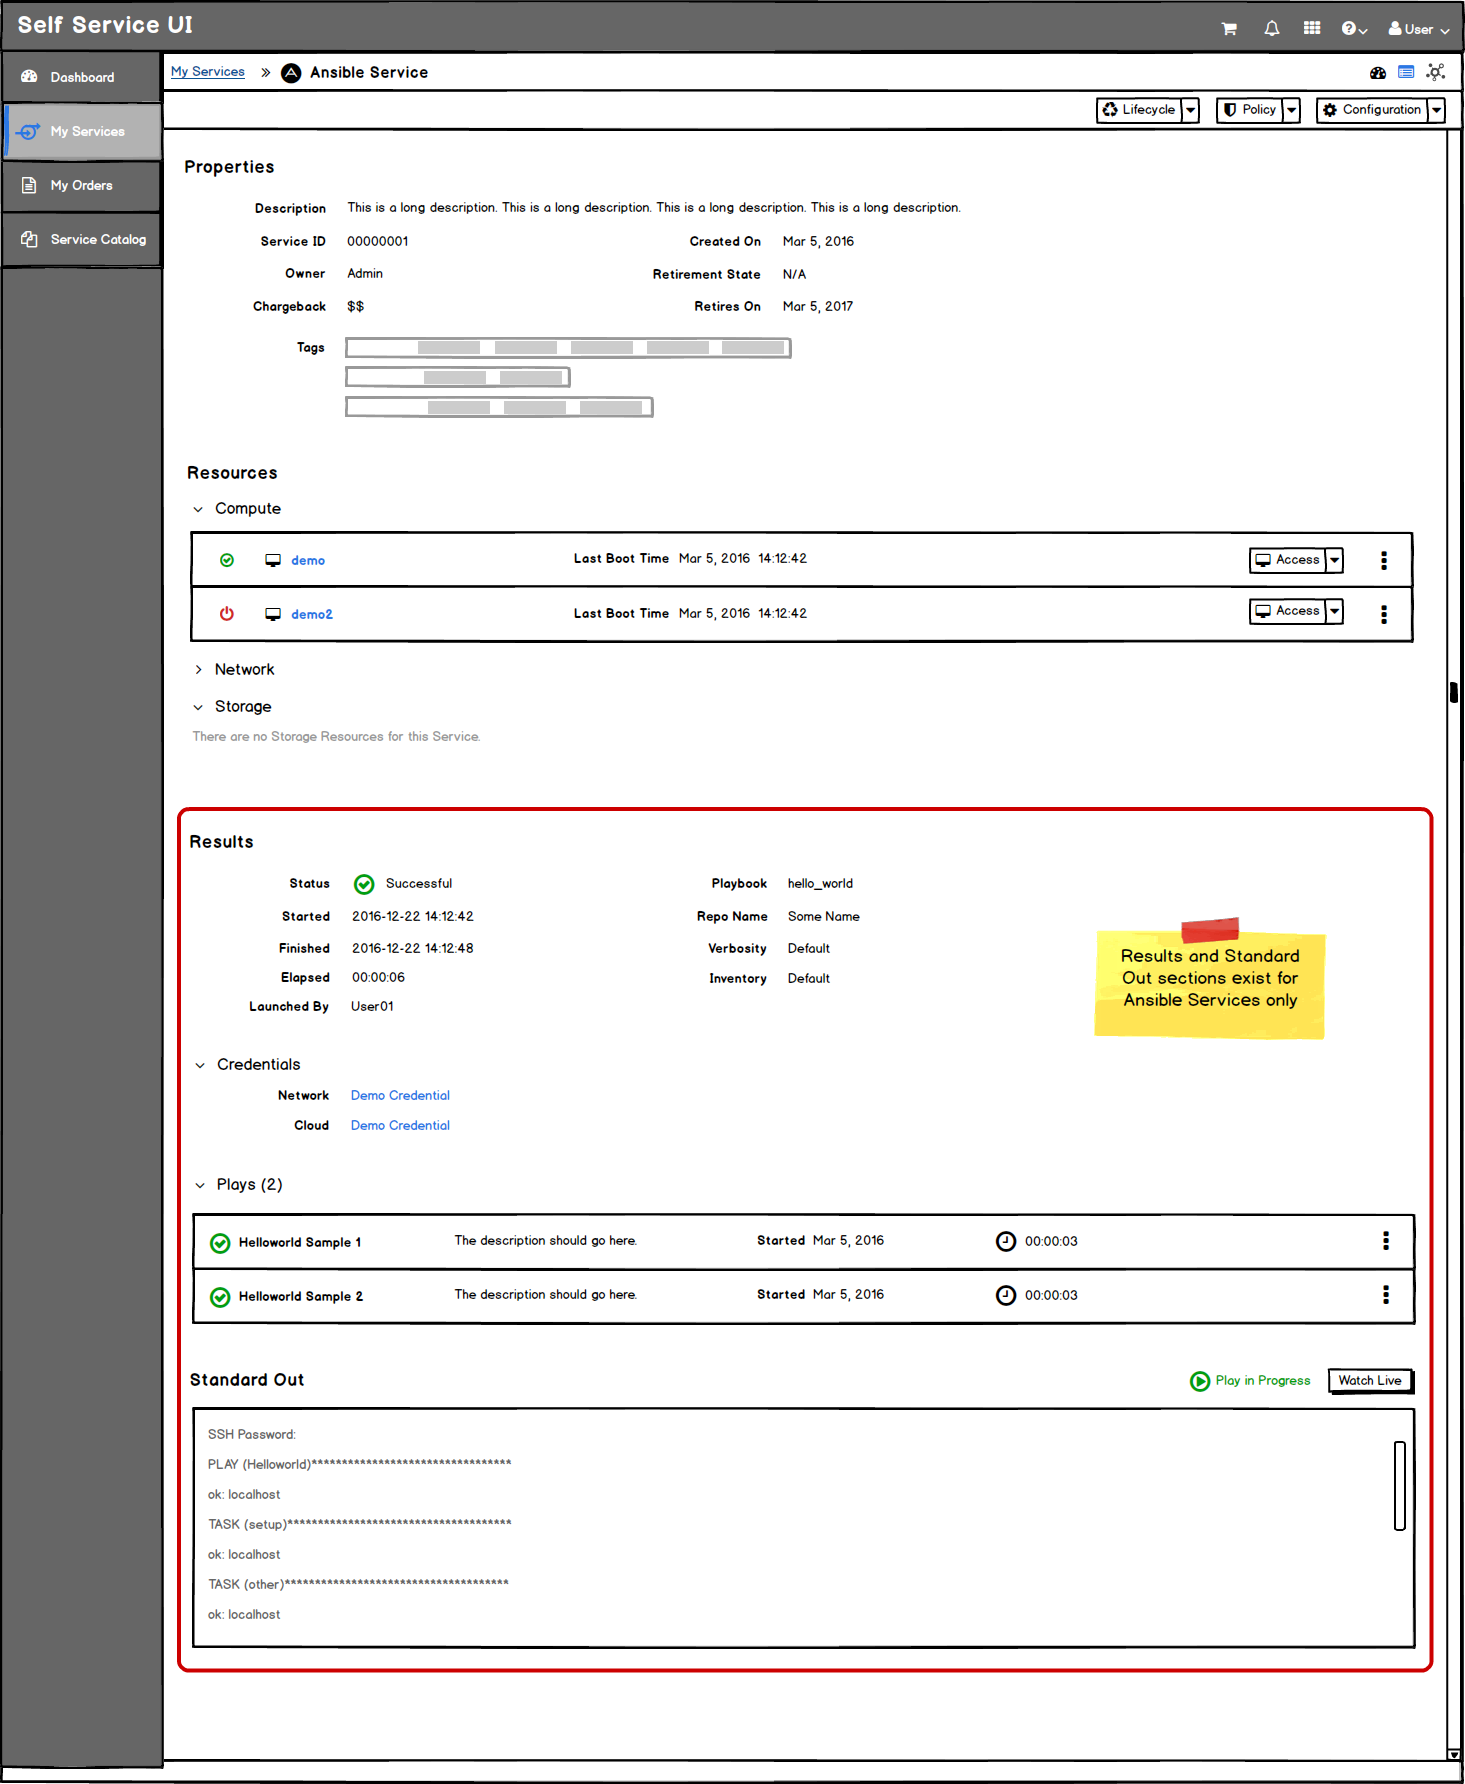 Self Service UI
User
Dashboard
My Services
My Orders
Service Catalog
My Services » Ansible Service
Lifecycle Policy Configuration
Properties
Description This is a long description. This is a long description. This is a long description. This is a long description.
Service ID 00000001 Created On Mar 5, 2016
Owner Admin Retirement State N/A
Chargeback $$ Retires On Mar 5, 2017
Tags
Resources
Compute
demo Last Boot Time Mar 5, 2016 14:12:42 Access
demo2 Last Boot Time Mar 5, 2016 14:12:42 Access
Network
Storage
There are no Storage Resources for this Service.
Results
Status Successful Playbook hello_world
Started 2016-12-22 14:12:42 Repo Name Some Name
Finished 2016-12-22 14:12:48 Verbosity Default
Elapsed 00:00:06 Inventory Default
Launched By User01
Results and Standard
Out sections exist for
Ansible Services only
Credentials
Network Demo Credential
Cloud Demo Credential
Plays (2)
Helloworld Sample 1 The description should go here. Started Mar 5, 2016 00:00:03
Helloworld Sample 2 The description should go here. Started Mar 5, 2016 00:00:03
Standard Out Play in Progress Watch Live
SSH Password:
PLAY (Helloworld)*********************************
ok: localhost
TASK (setup)*************************************
ok: localhost
TASK (other)*************************************
ok: localhost